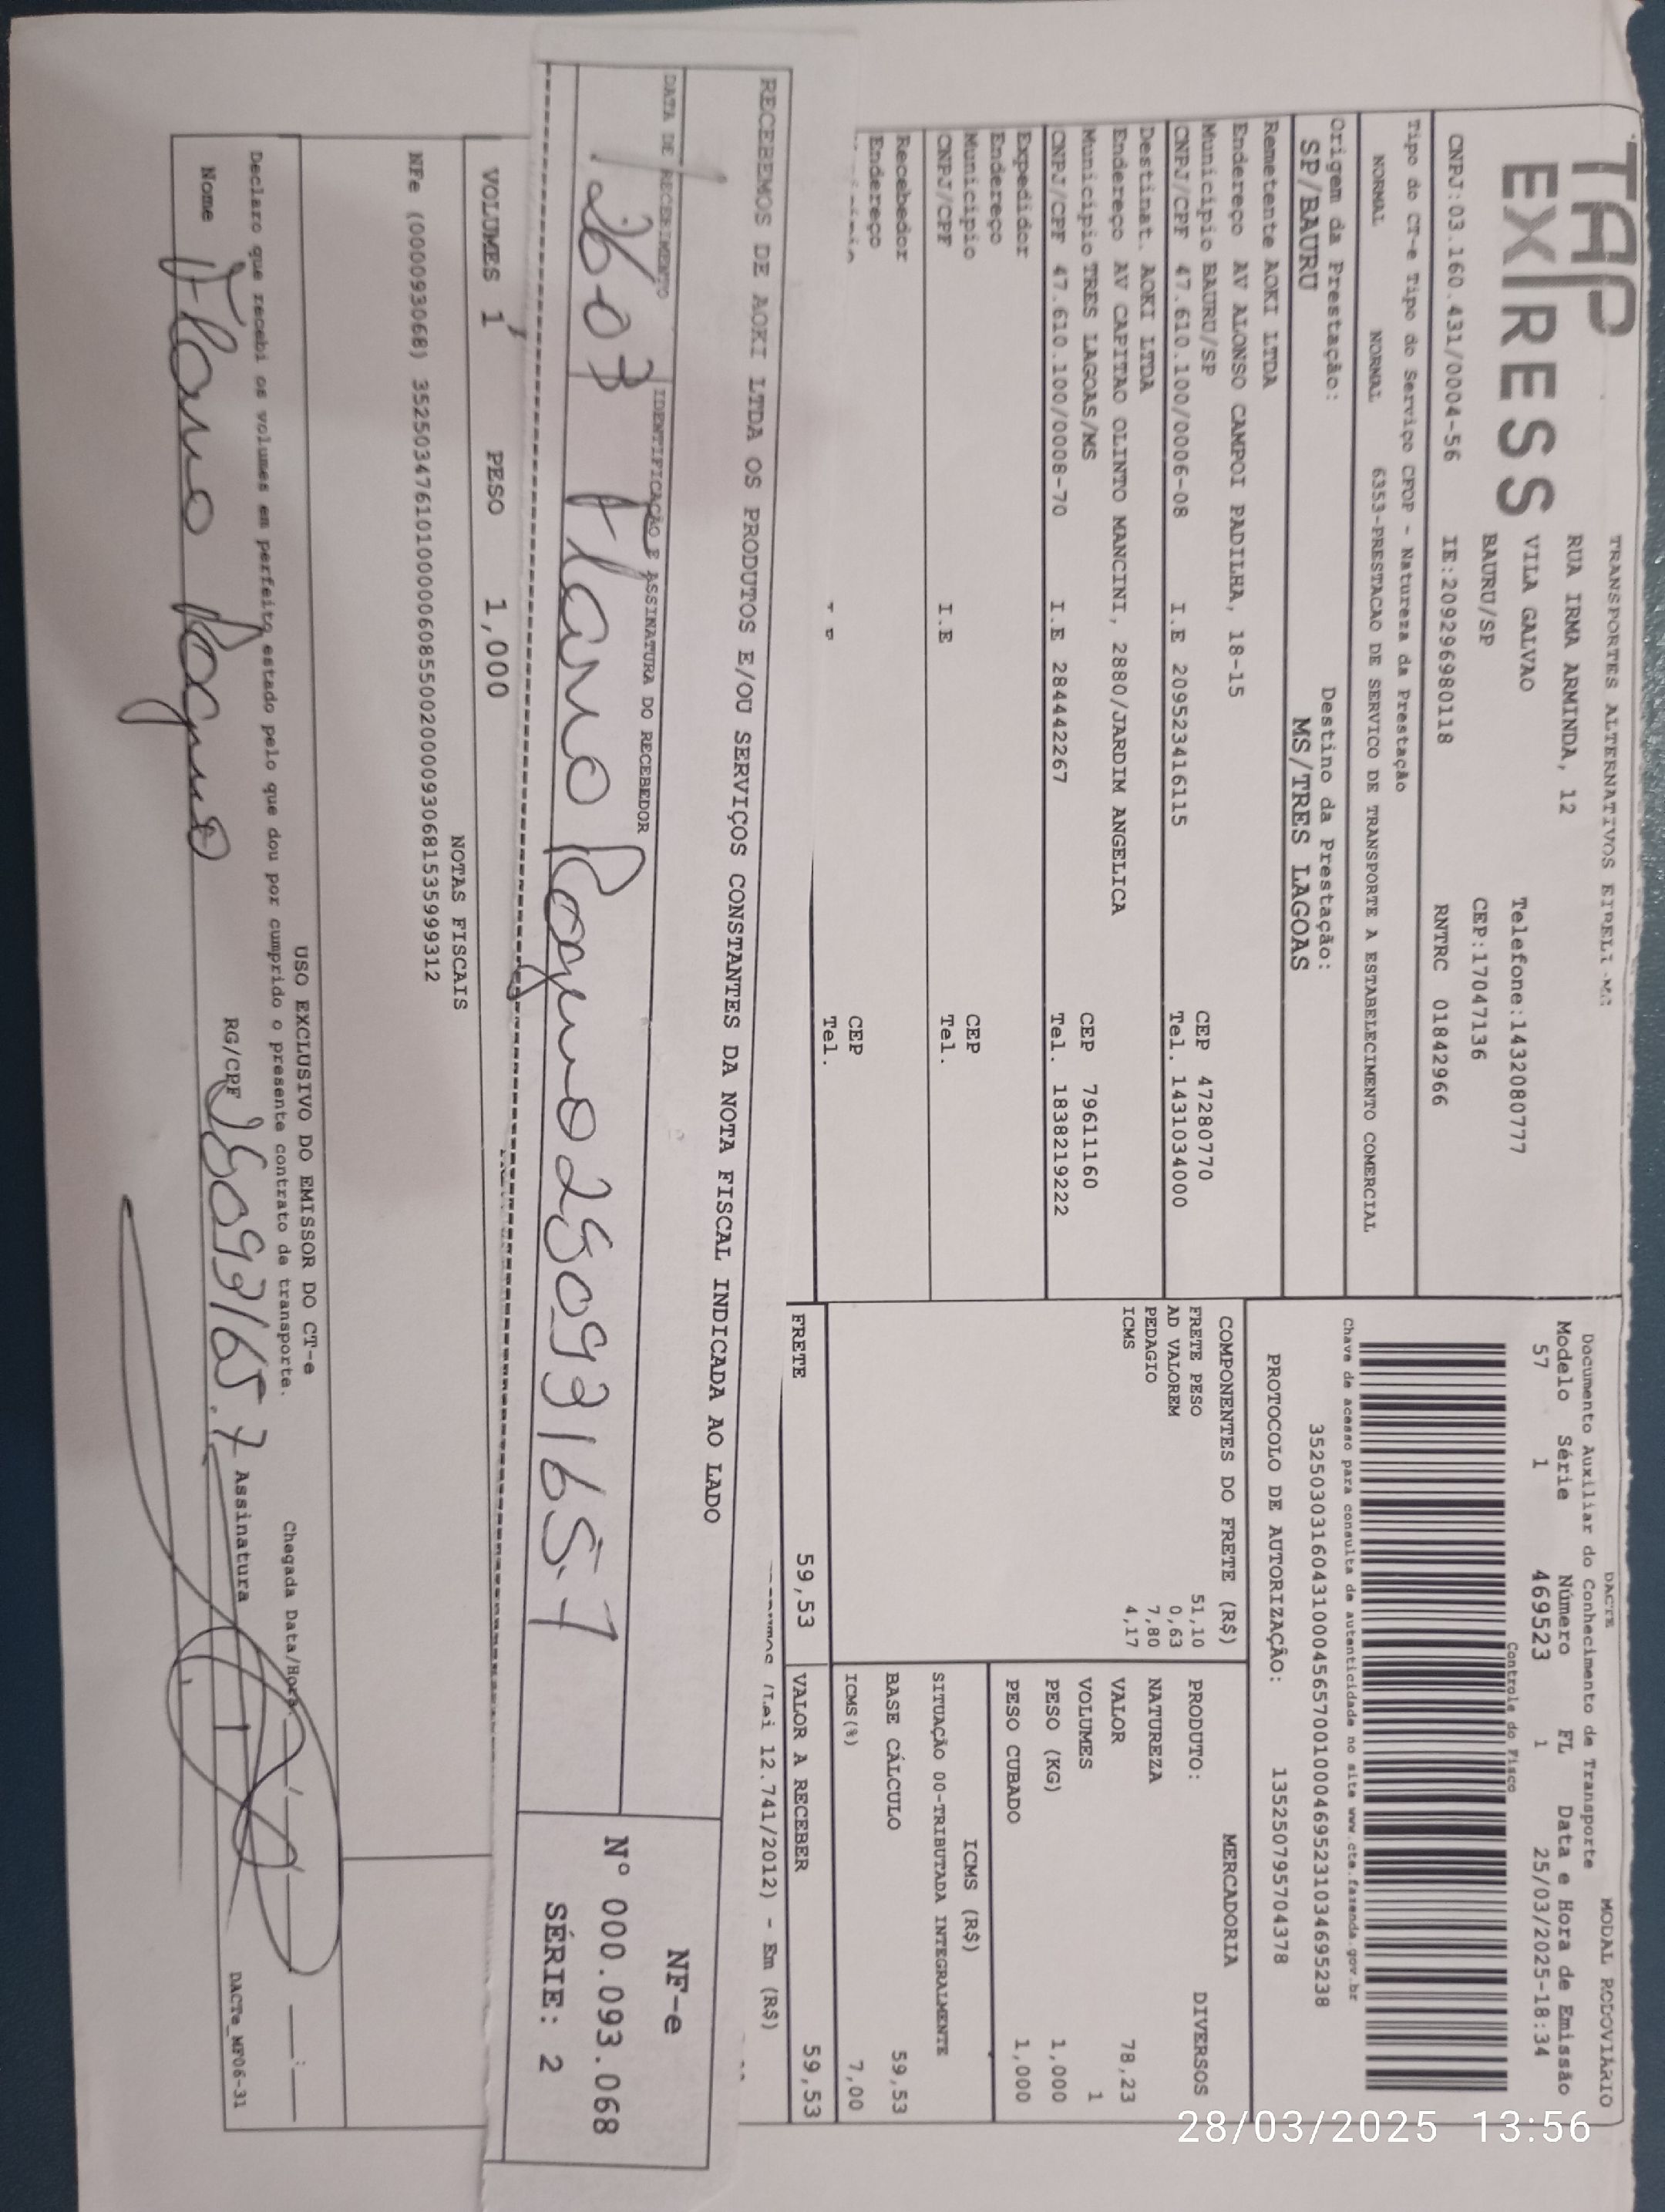 TAP
EXPRESS
TRANSPORTES ALTERNATIVOS EIRELI-ME
RUA IRMA ARMINDA, 12
VILA GALVAO
Telefone:1432080777
BAURU/SP
CEP:17047136
CNPJ:03.160.431/0004-56 IE:209296980118 RNTRC 01842966
DACTE
MODAL RODOVIÁRIO
Documento Auxiliar do Conhecimento de Transporte
Modelo Série Número FL Data e Hora de Emissão
57 1 469523 1 25/03/2025-18:34
Controle do Fisco
Chave de acesso para consulta de autenticidade no site www.cte.fazenda.gov.br
35250303160431000456570010004695231034695238
PROTOCOLO DE AUTORIZAÇÃO: 135250795704378
Tipo do CT-e Tipo do Serviço CFOP - Natureza da Prestação
NORMAL NORMAL 6353-PRESTACAO DE SERVICO DE TRANSPORTE A ESTABELECIMENTO COMERCIAL
Origem da Prestação: Destino da Prestação:
SP/BAURU MS/TRES LAGOAS
Remetente AOKI LTDA
Endereço AV ALONSO CAMPOI PADILHA, 18-15
Municipio BAURU/SP CEP 47280770
CNPJ/CPF 47.610.100/0006-08 I.E 209523416115 Tel. 1431034000
Destinat. AOKI LTDA
Endereço AV CAPITAO OLINTO MANCINI, 2880/JARDIM ANGELICA
Municipio TRES LAGOAS/MS CEP 79611160
CNPJ/CPF 47.610.100/0008-70 I.E 284442267 Tel. 1838219222
Expedidor
Endereço
Municipio CEP
CNPJ/CPF I.E Tel.
Recebedor
Endereço
CEP
Tel.
COMPONENTES DO FRETE (R$)
FRETE PESO 51,10
AD VALOREM 0,63
PEDAGIO 7,80
ICMS 4,17
MERCADORIA
PRODUTO: DIVERSOS
NATUREZA
VALOR 78,23
VOLUMES 1
PESO (KG) 1,000
PESO CUBADO 1,000
ICMS (R$)
SITUAÇÃO 00-TRIBUTADA INTEGRALMENTE
BASE CÁLCULO 59,53
ICMS(%) 7,00
FRETE 59,53 VALOR A RECEBER 59,53
(Lei 12.741/2012) - Em (R$)
RECEBEMOS DE AOKI LTDA OS PRODUTOS E/OU SERVIÇOS CONSTANTES DA NOTA FISCAL INDICADA AO LADO
DATA DE RECEBIMENTO IDENTIFICAÇÃO E ASSINATURA DO RECEBEDOR
NF-e
Nº 000.093.068
SÉRIE: 2
VOLUMES 1 PESO 1,000
NOTAS FISCAIS
NFe (000093068) 35250347610100000608550020000930681535999312
USO EXCLUSIVO DO EMISSOR DO CT-e
Declaro que recebi os volumes em perfeito estado pelo que dou por cumprido o presente contrato de transporte.
Chegada Data/Hora
Nome RG/CPF Assinatura
DACTe_MF06-31
28/03/2025 13:56